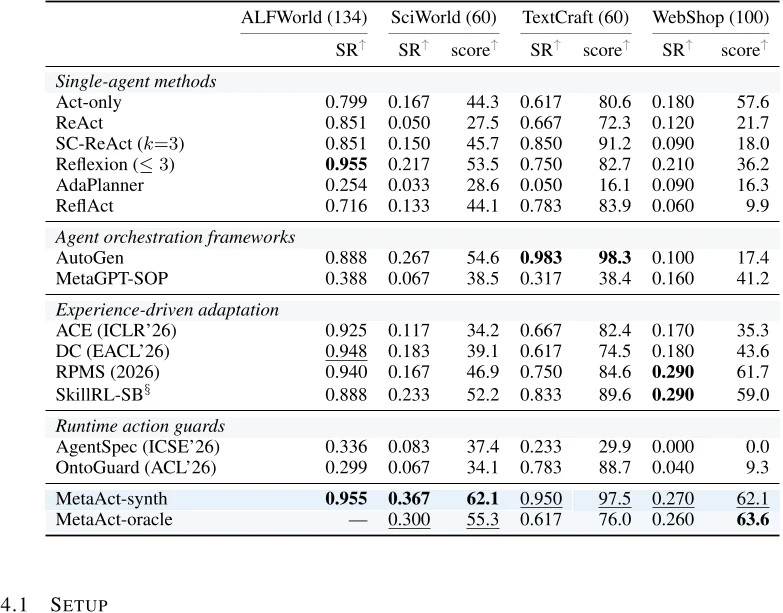 ALFWorld (134) SciWorld (60) TextCraft (60) WebShop (100)
SR↑ SR↑ score↑ SR↑ score↑ SR↑ score↑
Single-agent methods
Act-only 0.799 0.167 44.3 0.617 80.6 0.180 57.6
ReAct 0.851 0.050 27.5 0.667 72.3 0.120 21.7
SC-ReAct (k=3) 0.851 0.150 45.7 0.850 91.2 0.090 18.0
Reflexion (≤ 3) 0.955 0.217 53.5 0.750 82.7 0.210 36.2
AdaPlanner 0.254 0.033 28.6 0.050 16.1 0.090 16.3
ReflAct 0.716 0.133 44.1 0.783 83.9 0.060 9.9
Agent orchestration frameworks
AutoGen 0.888 0.267 54.6 0.983 98.3 0.100 17.4
MetaGPT-SOP 0.388 0.067 38.5 0.317 38.4 0.160 41.2
Experience-driven adaptation
ACE (ICLR'26) 0.925 0.117 34.2 0.667 82.4 0.170 35.3
DC (EACL'26) 0.948 0.183 39.1 0.617 74.5 0.180 43.6
RPMS (2026) 0.940 0.167 46.9 0.750 84.6 0.290 61.7
SkillRL-SB§ 0.888 0.233 52.2 0.833 89.6 0.290 59.0
Runtime action guards
AgentSpec (ICSE'26) 0.336 0.083 37.4 0.233 29.9 0.000 0.0
OntoGuard (ACL'26) 0.299 0.067 34.1 0.783 88.7 0.040 9.3
MetaAct-synth 0.955 0.367 62.1 0.950 97.5 0.270 62.1
MetaAct-oracle — 0.300 55.3 0.617 76.0 0.260 63.6
4.1 SETUP